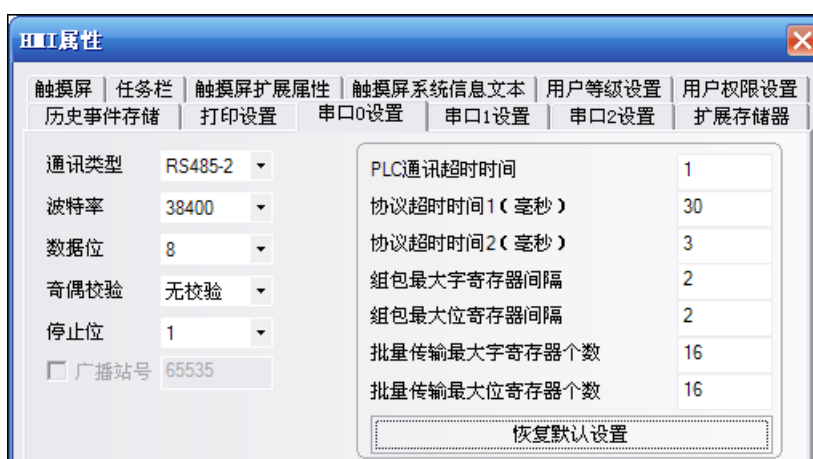 HMI属性
触摸屏 任务栏 触摸屏扩展属性 触摸屏系统信息文本 用户等级设置 用户权限设置
历史事件存储 打印设置 串口0设置 串口1设置 串口2设置 扩展存储器
通讯类型 RS485-2
波特率 38400
数据位 8
奇偶校验 无校验
停止位 1
广播站号 65535
PLC通讯超时时间 1
协议超时时间1(毫秒) 30
协议超时时间2(毫秒) 3
组包最大字寄存器间隔 2
组包最大位寄存器间隔 2
批量传输最大字寄存器个数 16
批量传输最大位寄存器个数 16
恢复默认设置